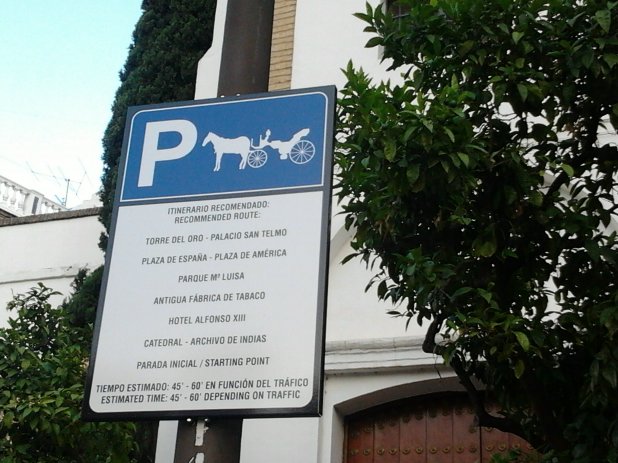 P
ITINERARIO RECOMENDADO:
RECOMMENDED ROUTE:
TORRE DEL ORO - PALACIO SAN TELMO
PLAZA DE ESPAÑA - PLAZA DE AMÉRICA
PARQUE Mª LUISA
ANTIGUA FÁBRICA DE TABACO
HOTEL ALFONSO XIII
CATEDRAL - ARCHIVO DE INDIAS
PARADA INICIAL / STARTING POINT
TIEMPO ESTIMADO: 45' - 60' EN FUNCIÓN DEL TRÁFICO
ESTIMATED TIME: 45' - 60' DEPENDING ON TRAFFIC